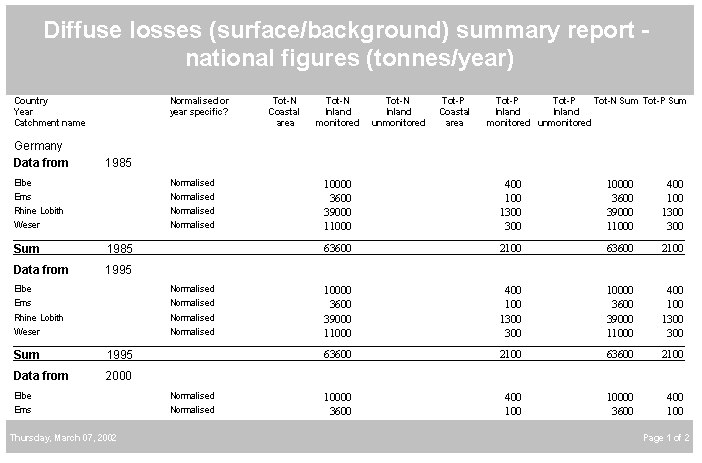 Diffuse losses (surface/background) summary report -
national figures (tonnes/year)
Country Normalised or Tot-N Tot-N Tot-N Tot-P Tot-P Tot-P Tot-N Sum Tot-P Sum
Year year specific? Coastal Inland Inland Coastal Inland Inland
Catchment name area monitored unmonitored area monitored unmonitored
Germany
Data from 1985
Elbe Normalised 10000 400 10000 400
Ems Normalised 3600 100 3600 100
Rhine Lobith Normalised 39000 1300 39000 1300
Weser Normalised 11000 300 11000 300
Sum 1985 63600 2100 63600 2100
Data from 1995
Elbe Normalised 10000 400 10000 400
Ems Normalised 3600 100 3600 100
Rhine Lobith Normalised 39000 1300 39000 1300
Weser Normalised 11000 300 11000 300
Sum 1995 63600 2100 63600 2100
Data from 2000
Elbe Normalised 10000 400 10000 400
Ems Normalised 3600 100 3600 100
Thursday, March 07, 2002 Page 1 of 2